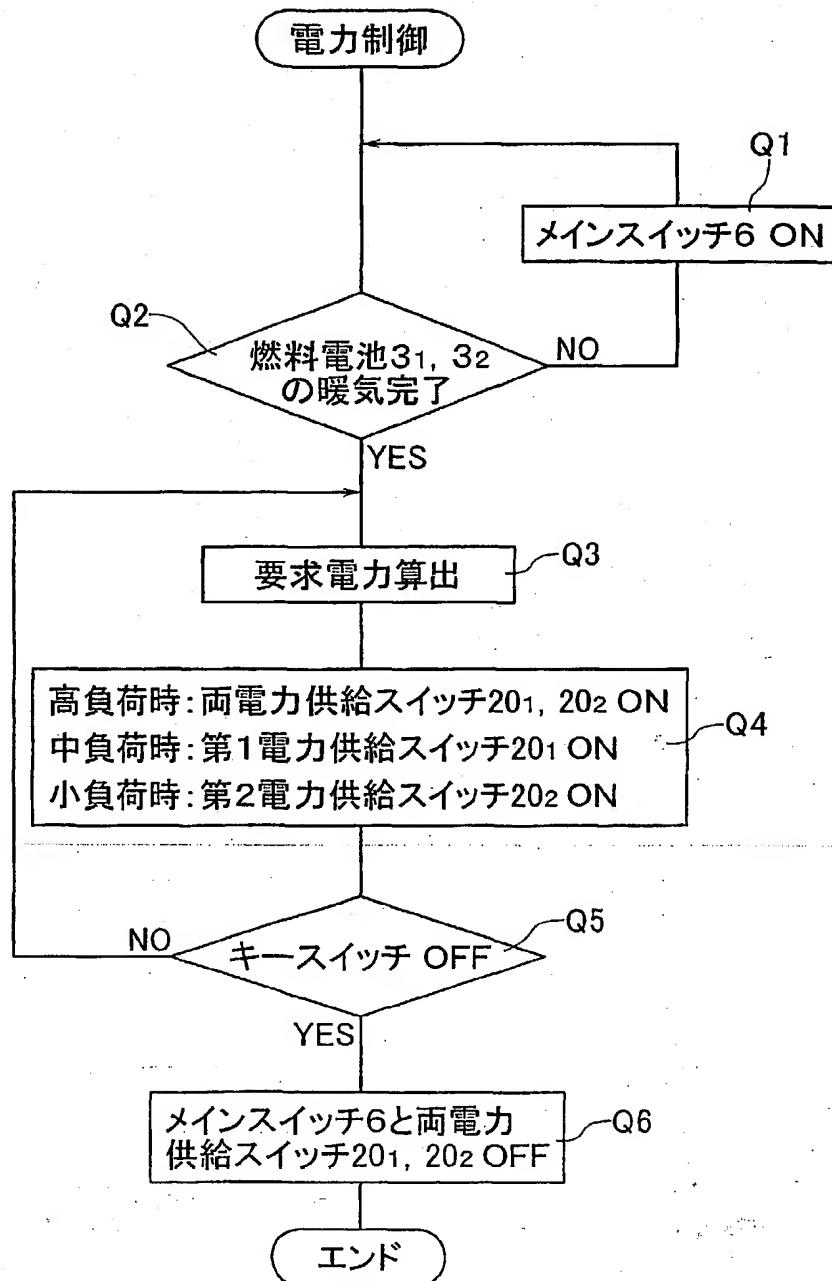 電力制御
Q1
メインスイッチ6 ON
Q2
燃料電池3₁, 3₂
の暖気完了
NO
YES
要求電力算出
Q3
高負荷時:両電力供給スイッチ20₁, 20₂ ON
中負荷時:第1電力供給スイッチ20₁ ON
小負荷時:第2電力供給スイッチ20₂ ON
Q4
NO
キースイッチ OFF
Q5
YES
メインスイッチ6と両電力
供給スイッチ20₁, 20₂ OFF
Q6
エンド